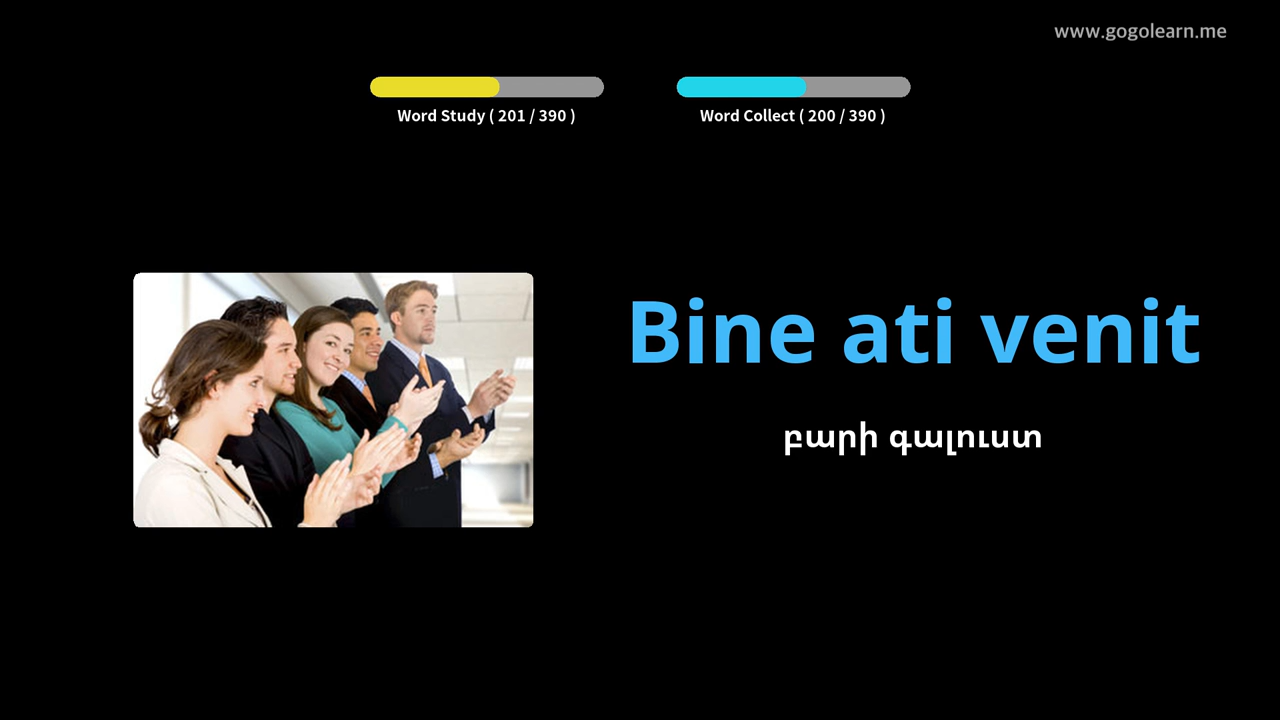 www.gogolearn.me
Word Study ( 201 / 390 )
Word Collect ( 200 / 390 )
Bine ati venit
բարի գալուստ